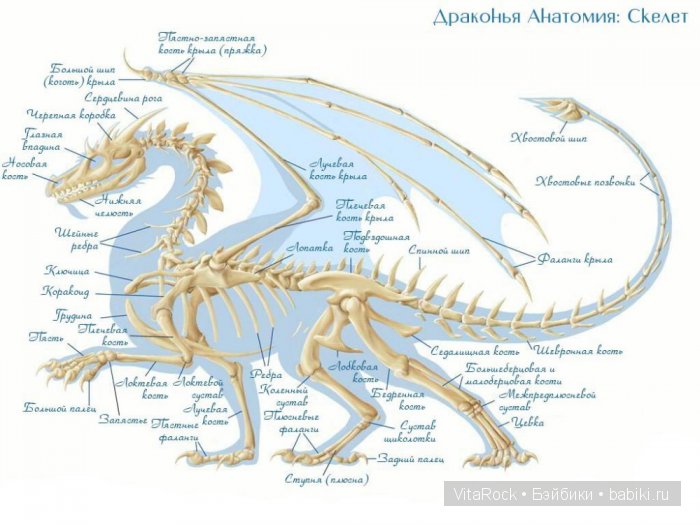 Драконья Анатомия: Скелет
Пястно-запястная
кость крыла (пряжка)
Большой шип
(коготь) крыла
Сердцевина рога
Черепная коробка
Глазная
впадина
Носовая
кость
Нижняя
челюсть
Шейные
ребра
Ключица
Коракоид
Грудина
Плечевая
кость
Пясть
Большой палец
Запястье
Локтевая
кость
Пястные
фаланги
Локтевой
сустав
Лучевая
кость
Ребра
Коленный
сустав
Плюсневые
фаланги
Ступня (плюсна)
Лобковая
кость
Бедренная
кость
Сустав
щиколотки
Задний палец
Лучевая
кость крыла
Плечевая
кость крыла
Подвздошная
кость
Лопатка
Спинной шип
Фаланги крыла
Хвостовой шип
Хвостовые позвонки
Седалищная кость
Шевронная кость
Большеберцовая и
малоберцовая кости
Межпредплюсневой
сустав
Цевка
VitaRock • Бэйбики • babiki.ru